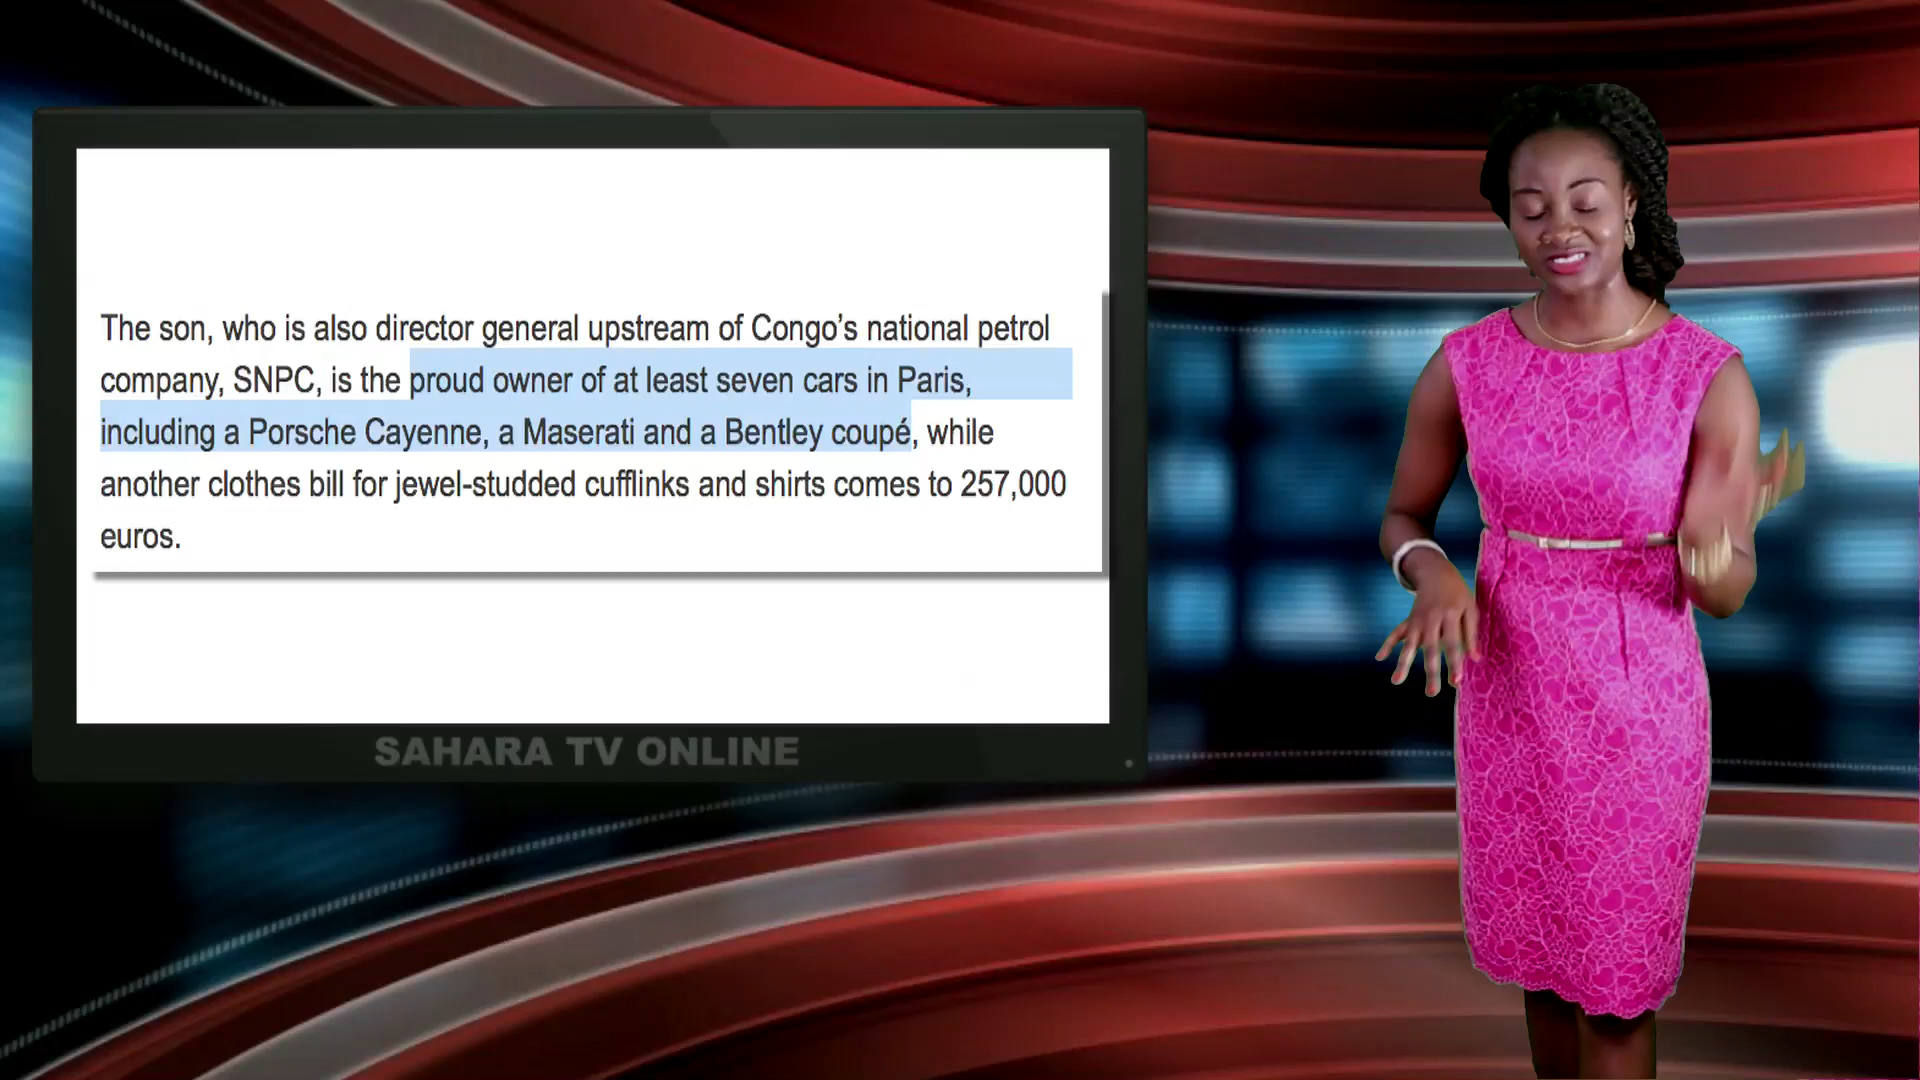 The son, who is also director general upstream of Congo’s national petrol
company, SNPC, is the proud owner of at least seven cars in Paris,
including a Porsche Cayenne, a Maserati and a Bentley coupé, while
another clothes bill for jewel-studded cufflinks and shirts comes to 257,000
euros.
SAHARA TV ONLINE